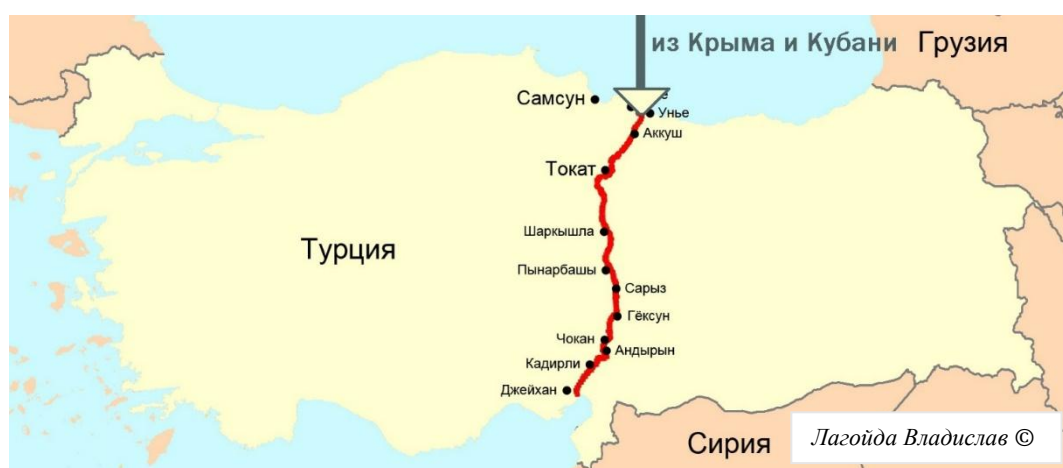 из Крыма и Кубани
Грузия
Самсун
Унье
Аккуш
Токат
Шаркышла
Турция
Пынарбашы
Сарыз
Гёксун
Чокан
Андырын
Кадирли
Джейхан
Сирия
Лагойда Владислав ©